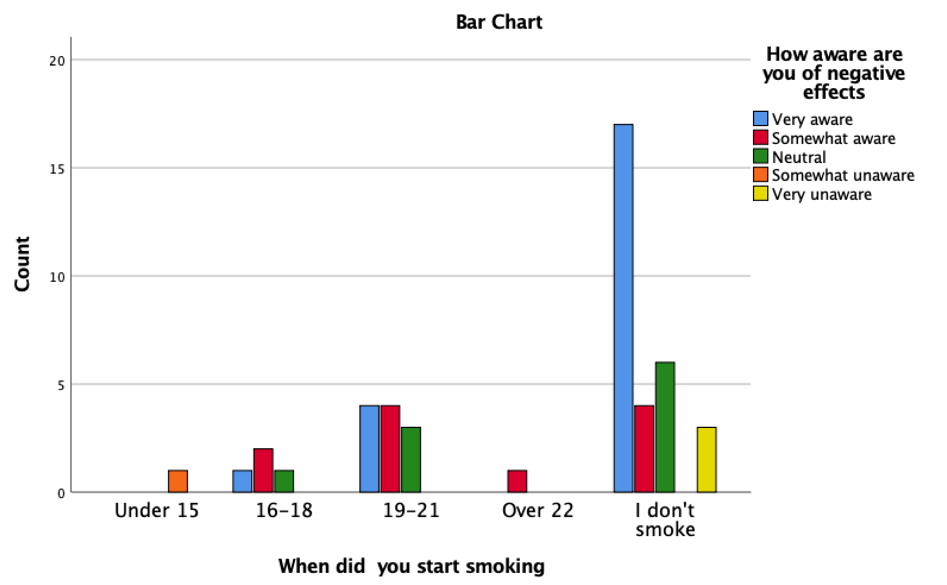 Bar Chart
How aware are
you of negative
effects
Very aware
Somewhat aware
Neutral
Somewhat unaware
Very unaware
Count
20
15
10
5
0
Under 15
16-18
19-21
Over 22
I don't
smoke
When did  you start smoking